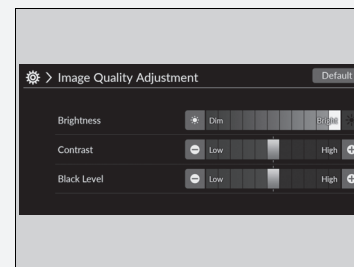 > Image Quality Adjustment Default
Brightness Dim Bright
Contrast Low High
Black Level Low High